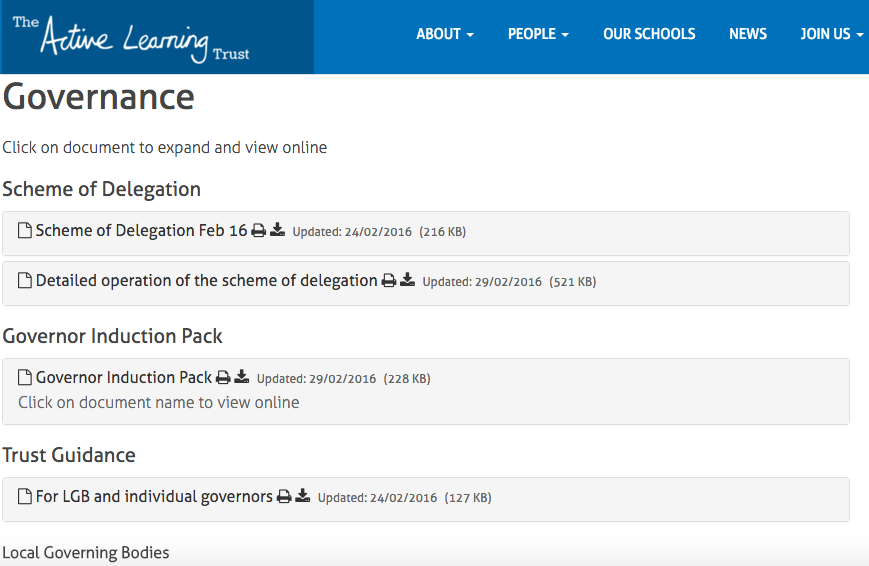 The Active Learning Trust
ABOUT PEOPLE OUR SCHOOLS NEWS JOIN US
Governance
Click on document to expand and view online
Scheme of Delegation
Scheme of Delegation Feb 16 Updated: 24/02/2016 (216 KB)
Detailed operation of the scheme of delegation Updated: 29/02/2016 (521 KB)
Governor Induction Pack
Governor Induction Pack Updated: 29/02/2016 (228 KB)
Click on document name to view online
Trust Guidance
For LGB and individual governors Updated: 24/02/2016 (127 KB)
Local Governing Bodies